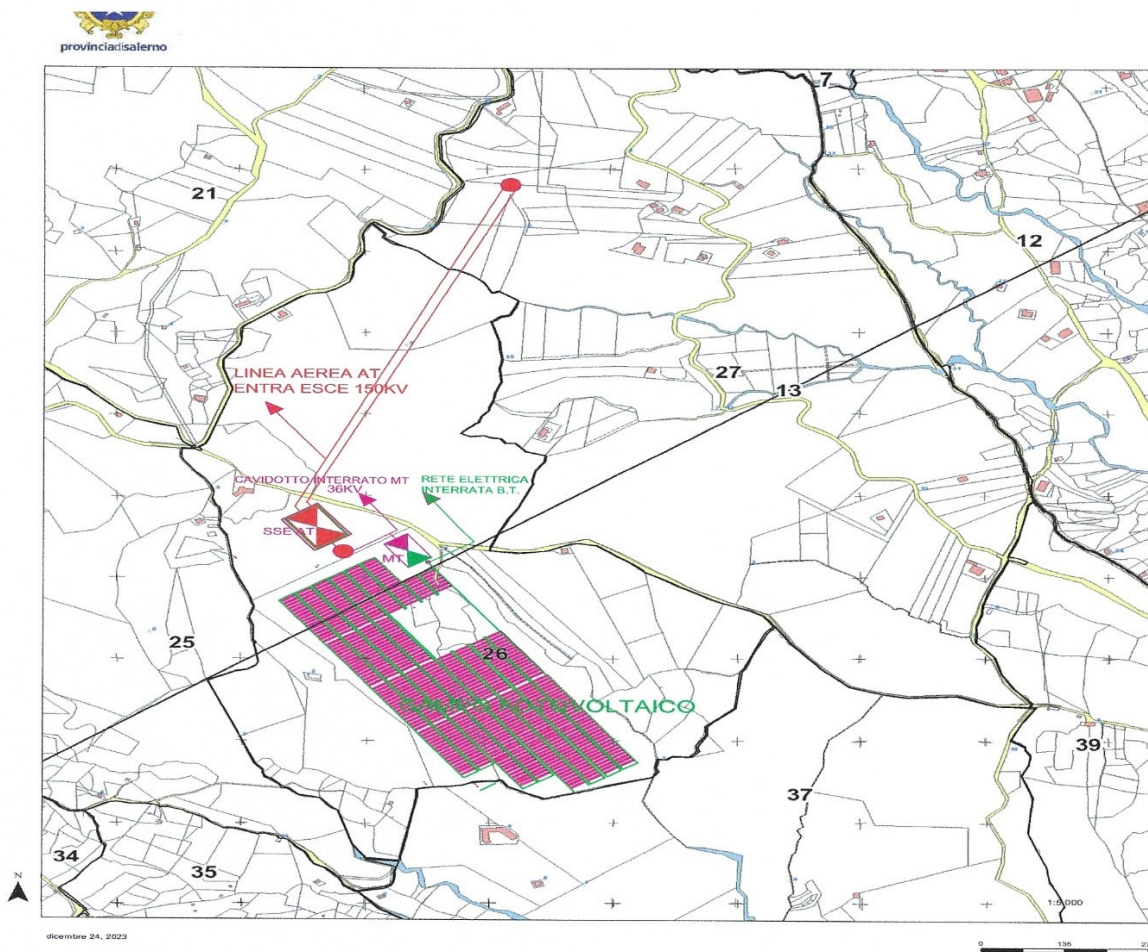 provinciadisalerno
7
21
12
27
13
LINEA AEREA AT
ENTRA ESCE 150KV
CAVIDOTTO INTERRATO MT
36KV
RETE ELETTRICA
INTERRATA B.T.
SSE AT
MT
25
26
VOLTAICO
39
37
34
35
1:5 000
N
dicembre 24, 2023
0 135